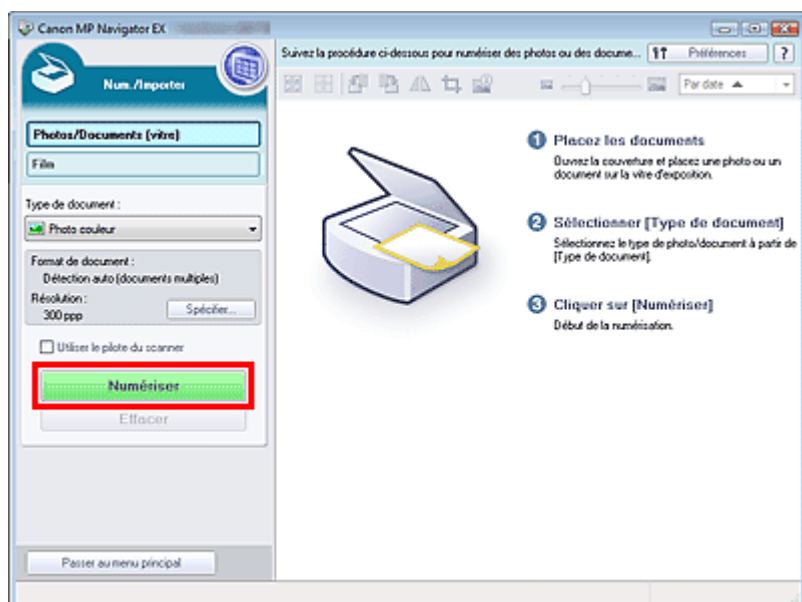 Canon MP Navigator EX
Num./Importer
Photos/Documents (vitre)
Film
Type de document :
Photo couleur
Format de document :
Détection auto (documents multiples)
Résolution :
300 ppp
Spécifier...
Utiliser le pilote du scanner
Numériser
Effacer
Passer au menu principal
Suivez la procédure ci-dessous pour numériser des photos ou des docume...
Préférences
?
Par date
1 Placez les documents
Ouvrez la couverture et placez une photo ou un
document sur la vitre d'exposition.
2 Sélectionner [Type de document]
Sélectionnez le type de photo/document à partir de
[Type de document].
3 Cliquer sur [Numériser]
Début de la numérisation.